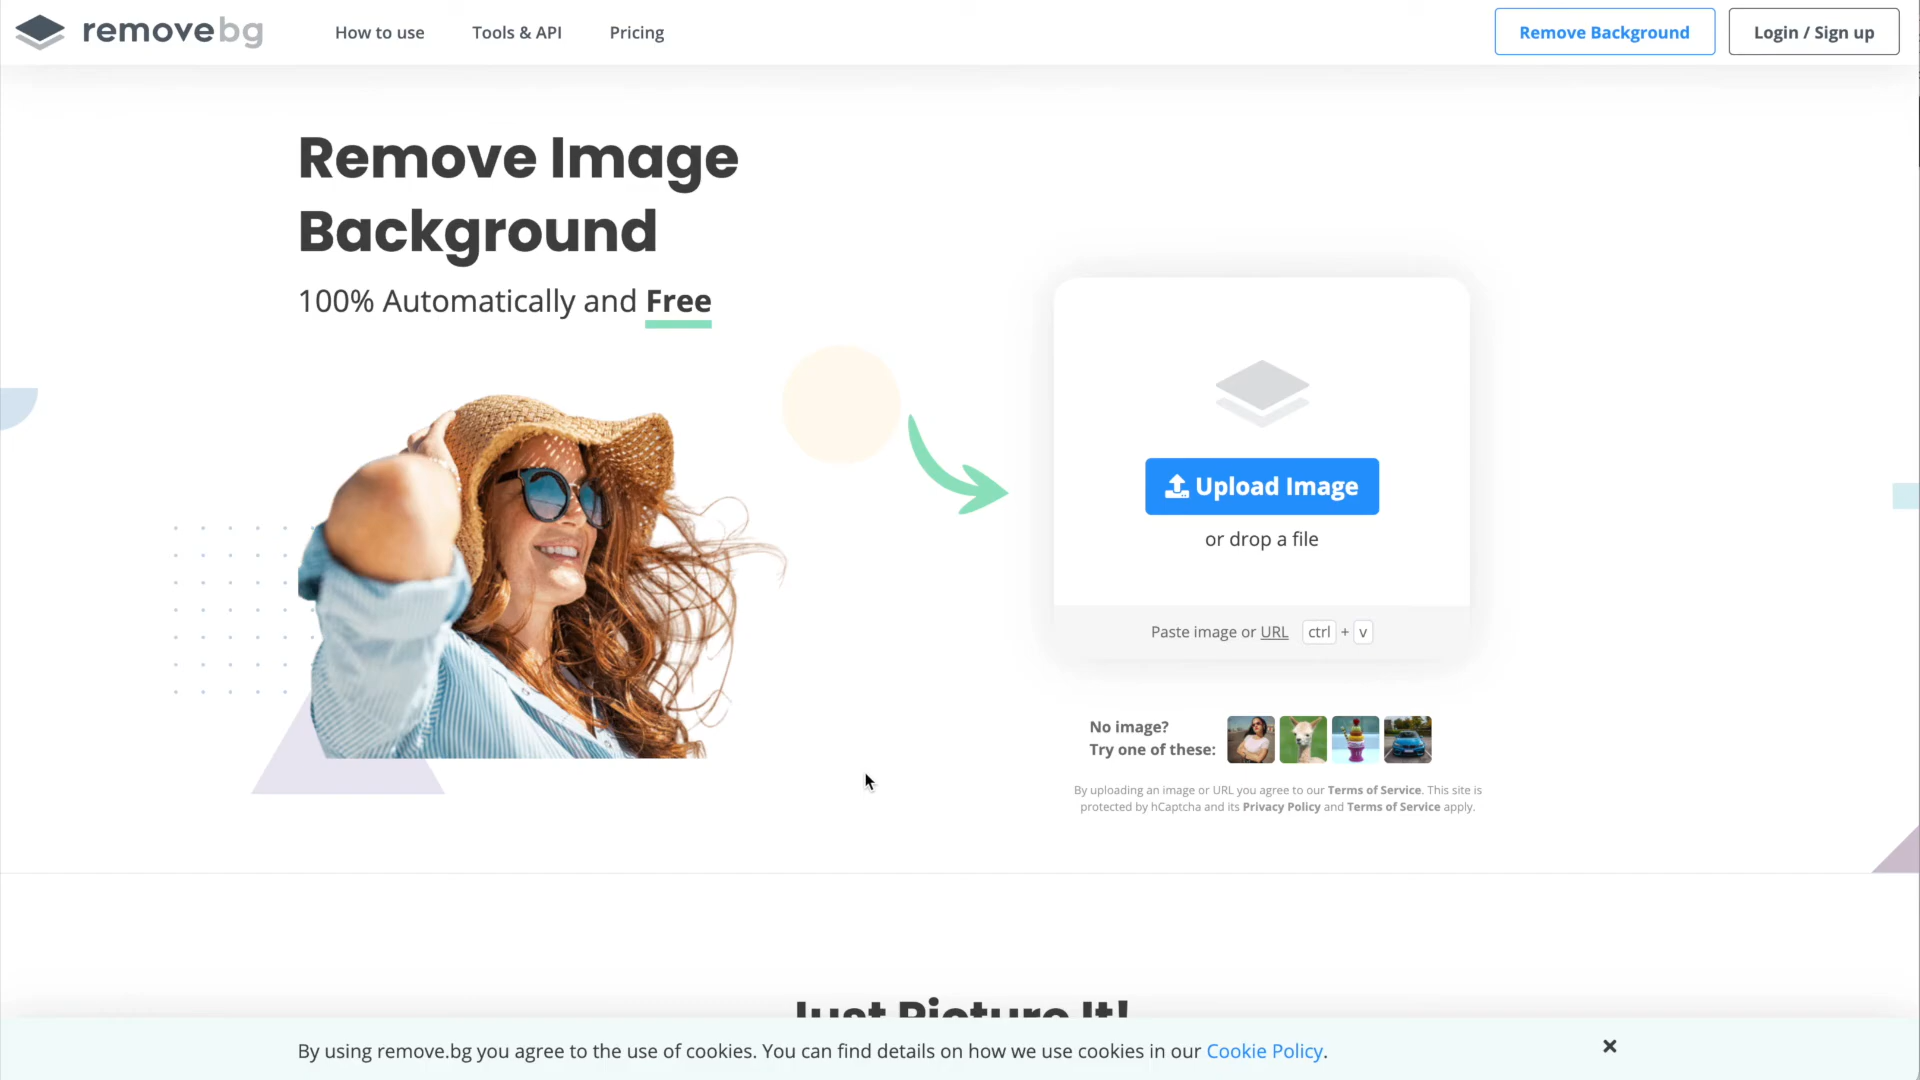 removebg
How to use
Tools & API
Pricing
Remove Background
Login / Sign up
Remove Image
Background
100% Automatically and Free
Upload Image
or drop a file
Paste image or URL ctrl + v
No image?
Try one of these:
By uploading an image or URL you agree to our Terms of Service. This site is
protected by hCaptcha and its Privacy Policy and Terms of Service apply.
Just Picture It!
By using remove.bg you agree to the use of cookies. You can find details on how we use cookies in our Cookie Policy.